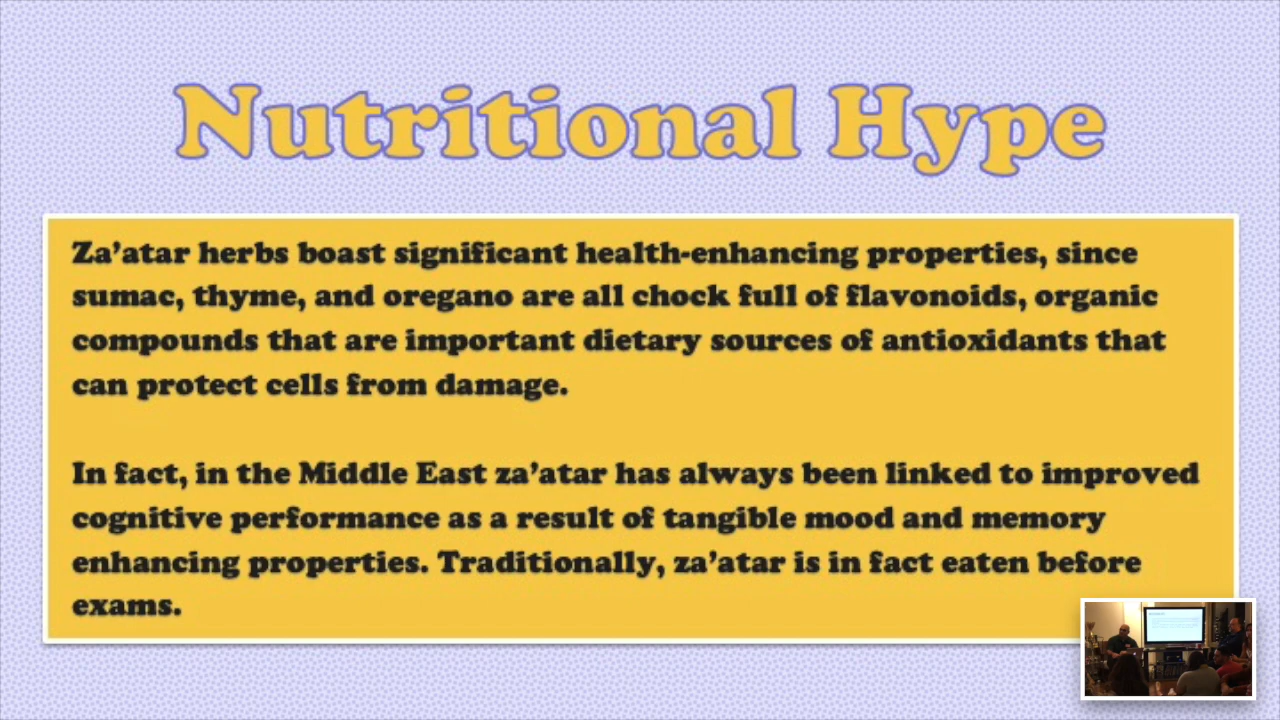 Nutritional Hype
Za’atar herbs boast significant health-enhancing properties, since
sumac, thyme, and oregano are all chock full of flavonoids, organic
compounds that are important dietary sources of antioxidants that
can protect cells from damage.
In fact, in the Middle East za’atar has always been linked to improved
cognitive performance as a result of tangible mood and memory
enhancing properties. Traditionally, za’atar is in fact eaten before
exams.